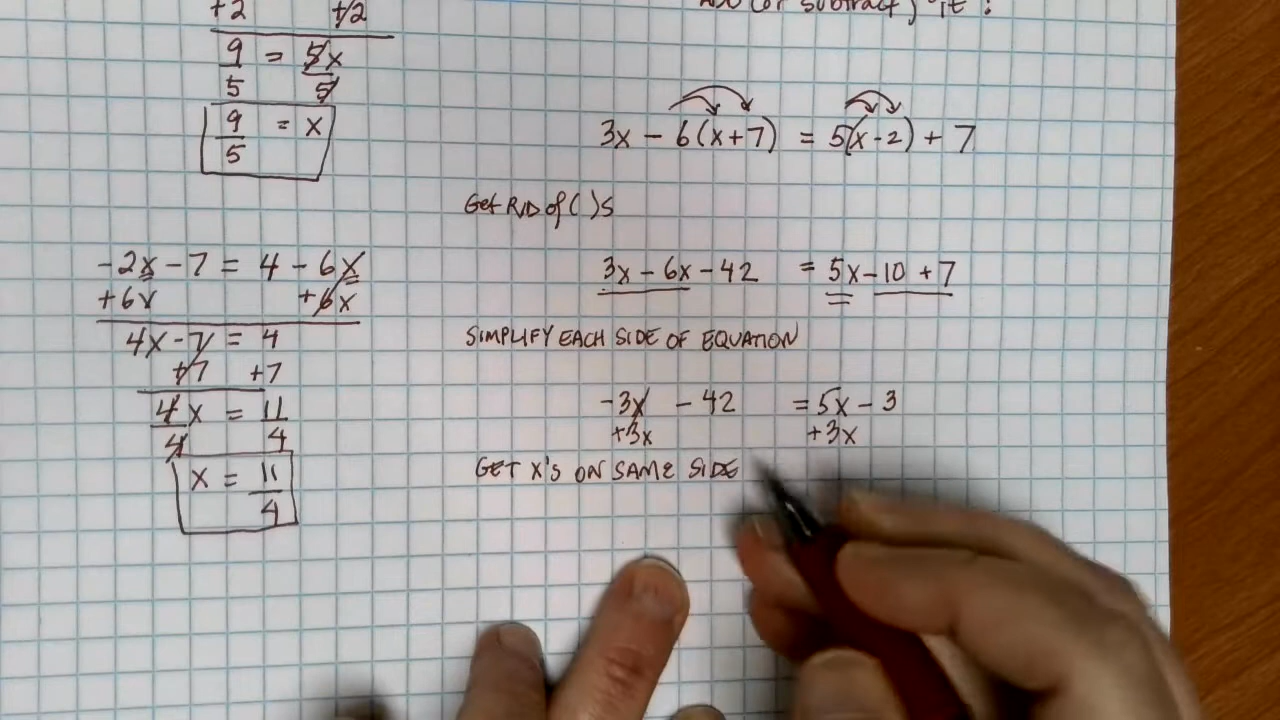 +2 +2
9 = 5x
5 5
9 = x
5
-2x - 7 = 4 - 6x
+6x +6x
4x - 7 = 4
+7 +7
4x = 11
4 4
x = 11
4
3x - 6(x+7) = 5(x-2) + 7
Get RID of ( )s
3x - 6x - 42 = 5x - 10 + 7
SIMPLIFY EACH SIDE OF EQUATION
-3x - 42 = 5x - 3
+3x +3x
GET X'S ON SAME SIDE